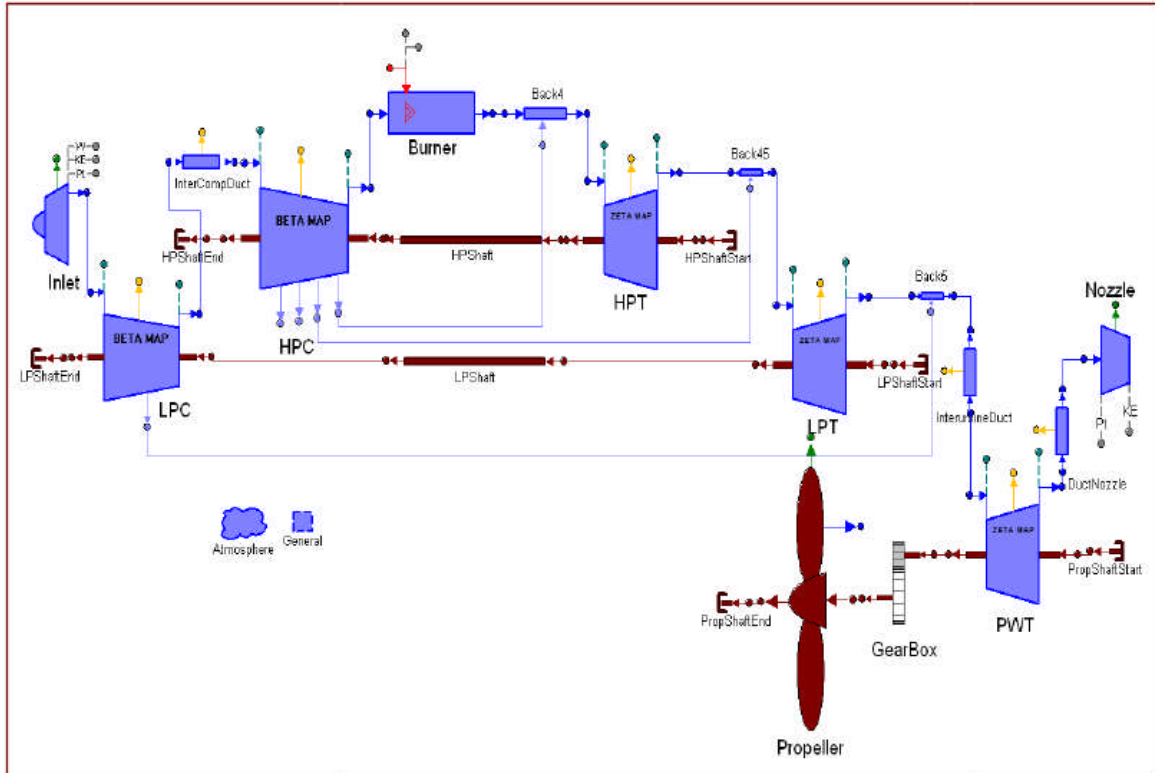 Back4
Burner
PW
KE
Pt
InterCompDuct
Back45
BETA MAP
ZETA MAP
HPShaftEnd
HPShaft
HPShaftStart
Inlet
HPT
Back5
Nozzle
BETA MAP
HPC
ZETA MAP
LPShaftEnd
LPShaft
LPShaftStart
LPC
LPT
InterurbineDuct
Pt
KE
DuctNozzle
Atmosphere
General
ZETA MAP
PropShaftStart
PropShaftEnd
PWT
GearBox
Propeller